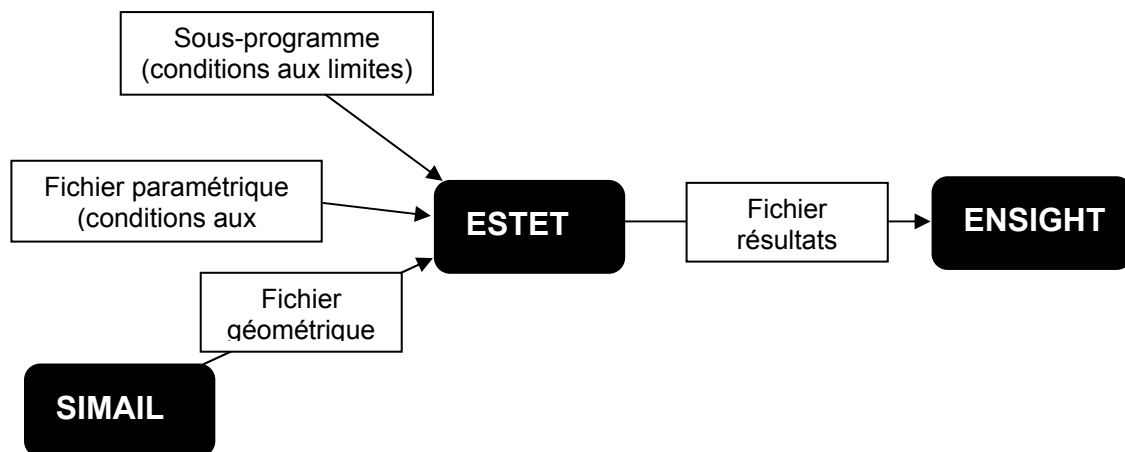 Sous-programme
(conditions aux limites)
Fichier paramétrique
(conditions aux
ESTET
Fichier
résultats
ENSIGHT
Fichier
géométrique
SIMAIL